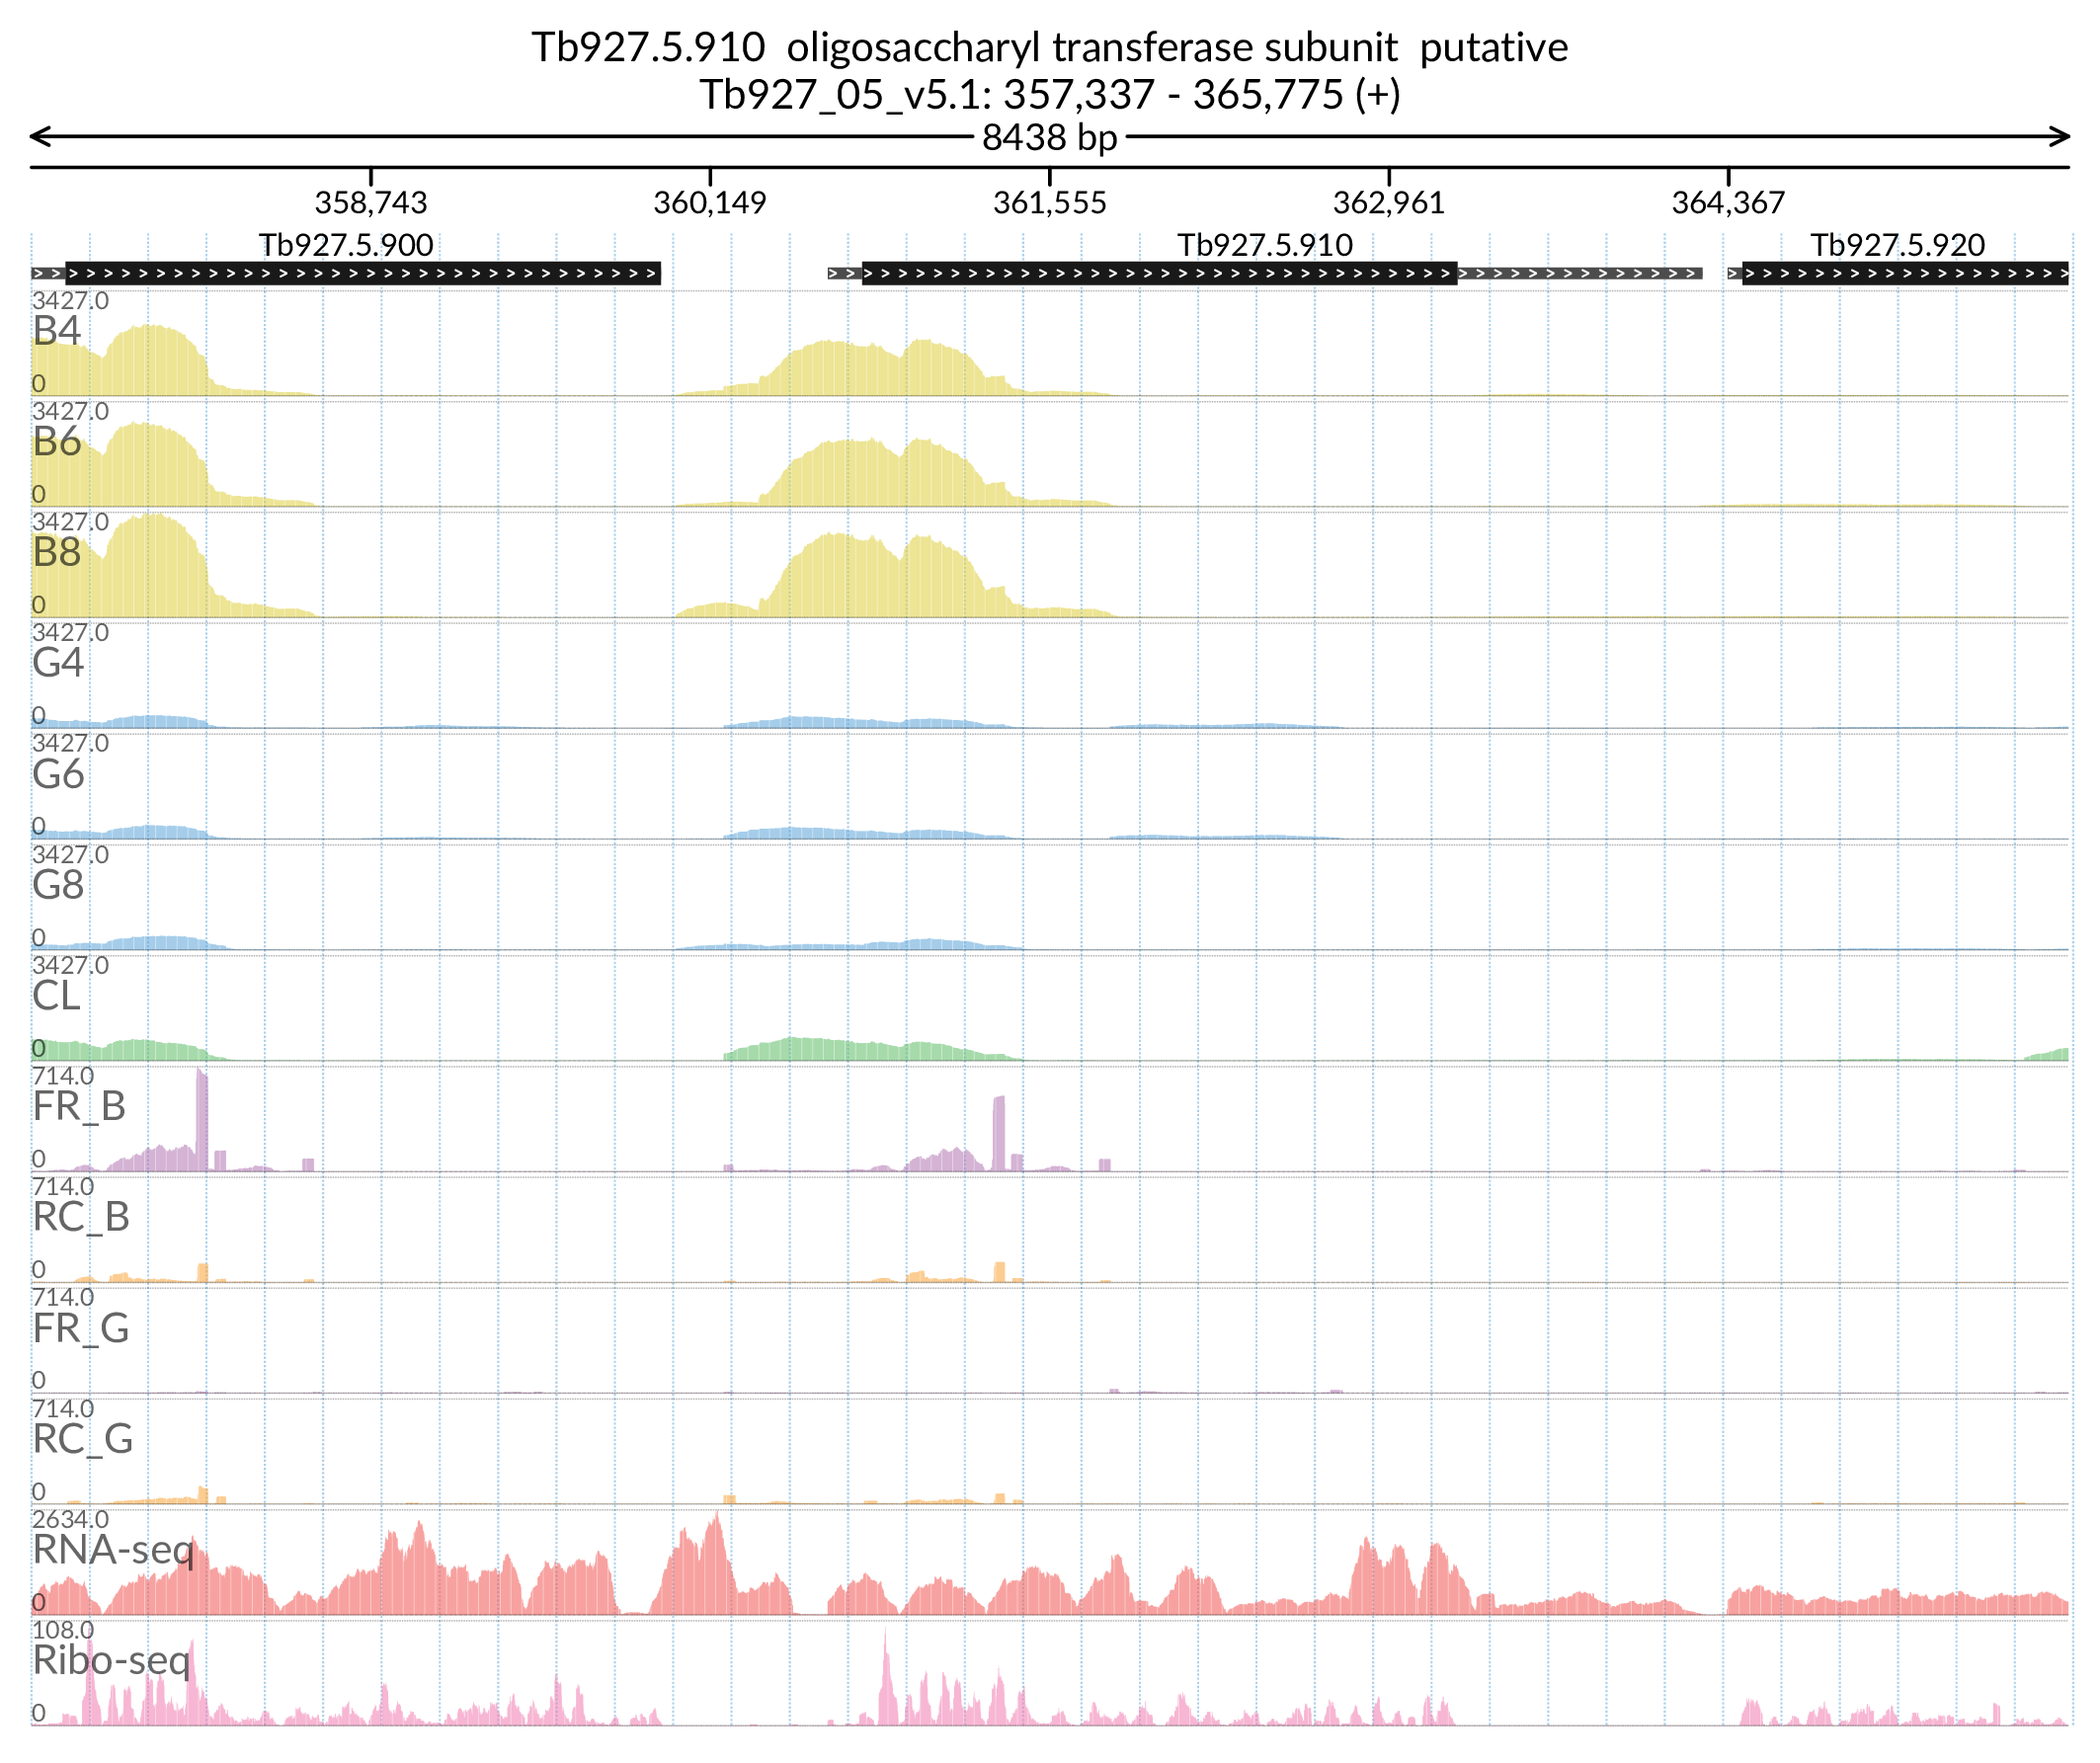 Tb927.5.910  oligosaccharyl transferase subunit  putative
Tb927_05_v5.1: 357,337 - 365,775 (+)
8438 bp
358,743 360,149 361,555 362,961 364,367
Tb927.5.900 Tb927.5.910 Tb927.5.920
3427.0
B4
0
3427.0
B6
0
3427.0
B8
0
3427.0
G4
0
3427.0
G6
0
3427.0
G8
0
3427.0
CL
0
714.0
FR_B
0
714.0
RC_B
0
714.0
FR_G
0
714.0
RC_G
0
2634.0
RNA-seq
0
108.0
Ribo-seq
0